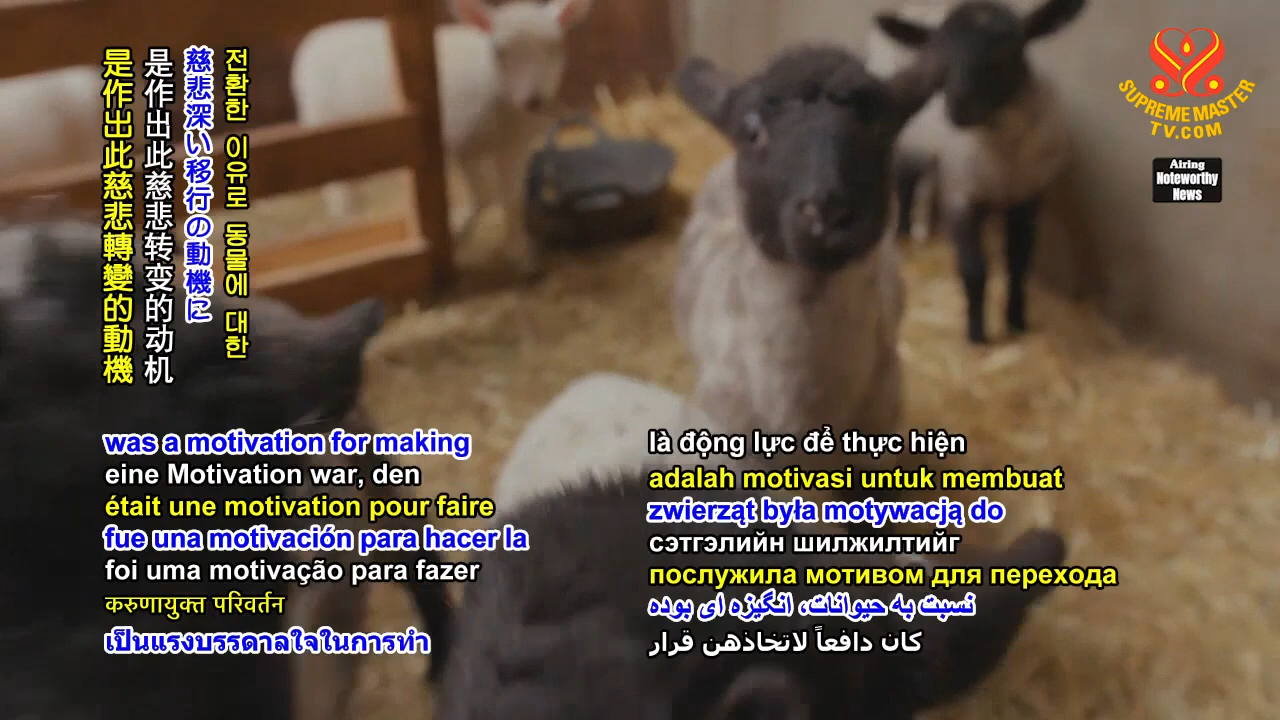 전환한 이유로 동물에 대한
慈悲深い移行の動機に
是作出此慈悲转变的动机
是作出此慈悲轉變的動機
SUPREME MASTER
TV.COM
Airing
Noteworthy
News
was a motivation for making
eine Motivation war, den
était une motivation pour faire
fue una motivación para hacer la
foi uma motivação para fazer
करुणायुक्त परिवर्तन
เป็นแรงบรรดาลใจในการทำ
là động lực để thực hiện
adalah motivasi untuk membuat
zwierząt była motywacją do
сэтгэлийн шилжилтийг
послужила мотивом для перехода
نسبت به حیوانات، انگیزه ای بوده
كان دافعاً لاتخاذهن قرار